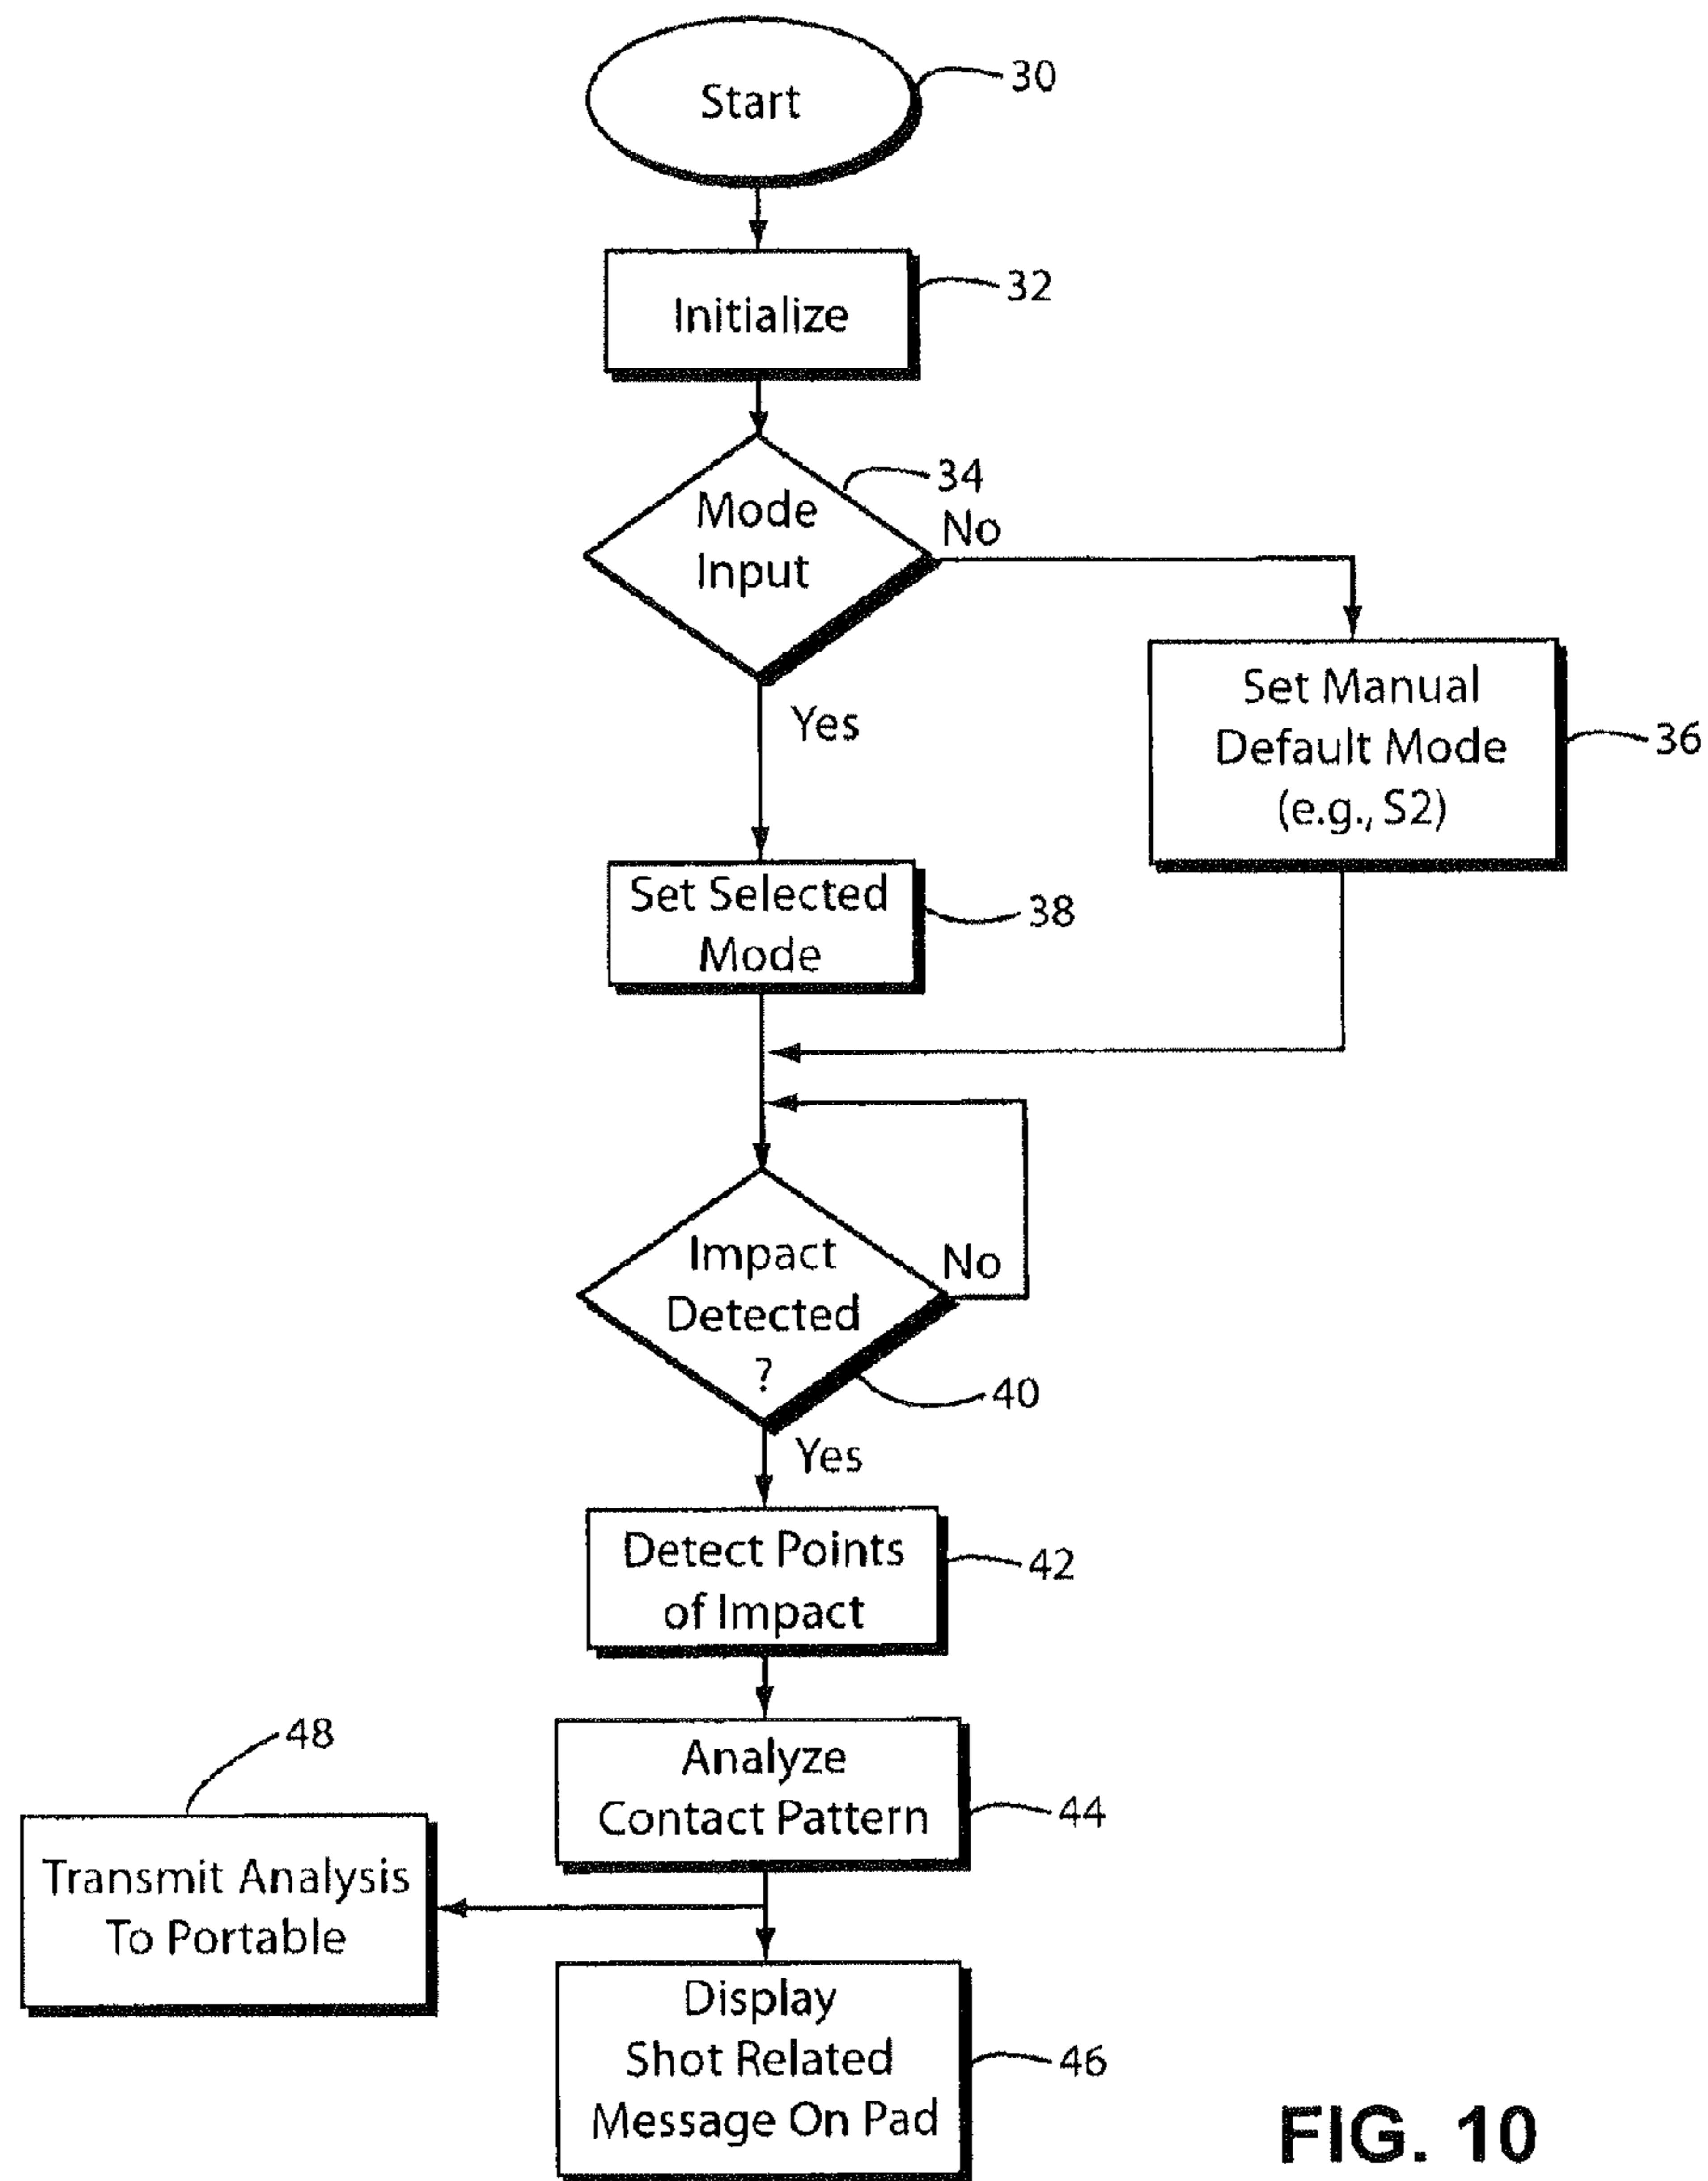 Start
30
Initialize
32
34
Mode
Input
No
Yes
Set Manual
Default Mode
(e.g., S2)
36
Set Selected
Mode
38
Impact
Detected
?
No
40
Yes
Detect Points
of Impact
42
Analyze
Contact Pattern
44
48
Transmit Analysis
To Portable
Display
Shot Related
Message On Pad
46
FIG. 10